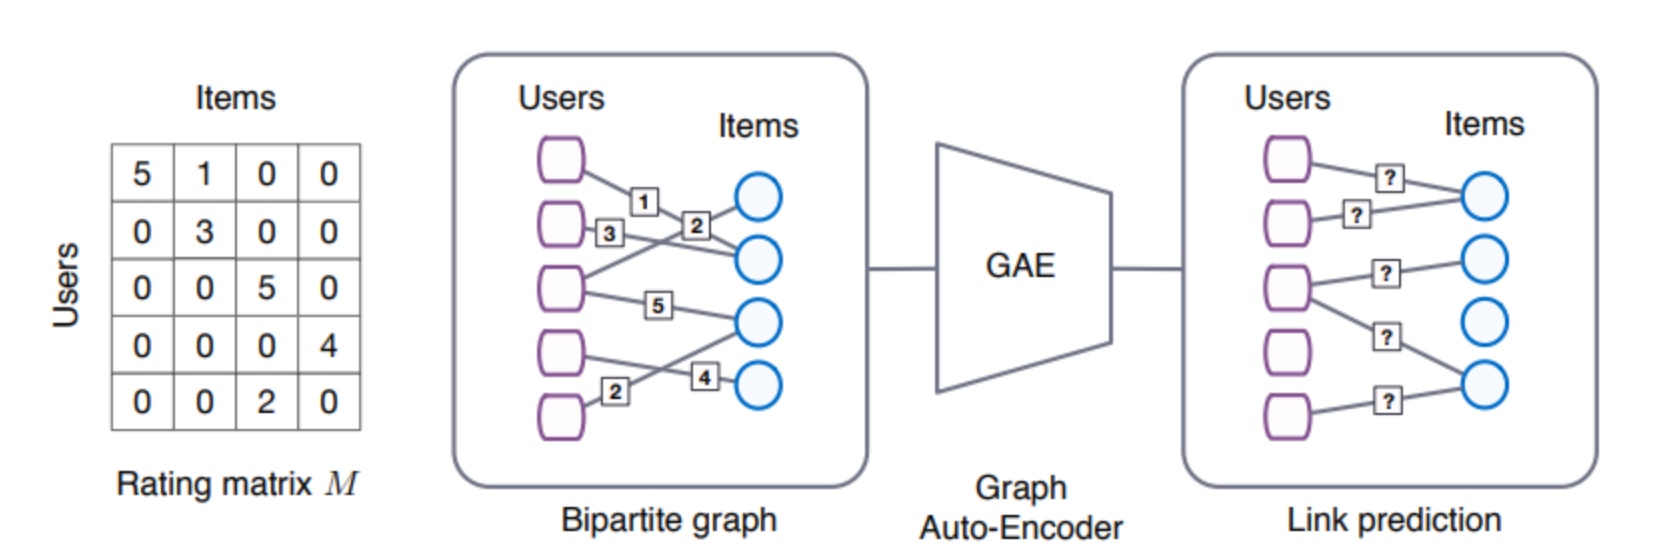 Items
Users
5 1 0 0
0 3 0 0
0 0 5 0
0 0 0 4
0 0 2 0
Rating matrix M
Users
Items
1
2
3
5
4
2
Bipartite graph
GAE
Graph
Auto-Encoder
Users
Items
?
?
?
?
?
Link prediction